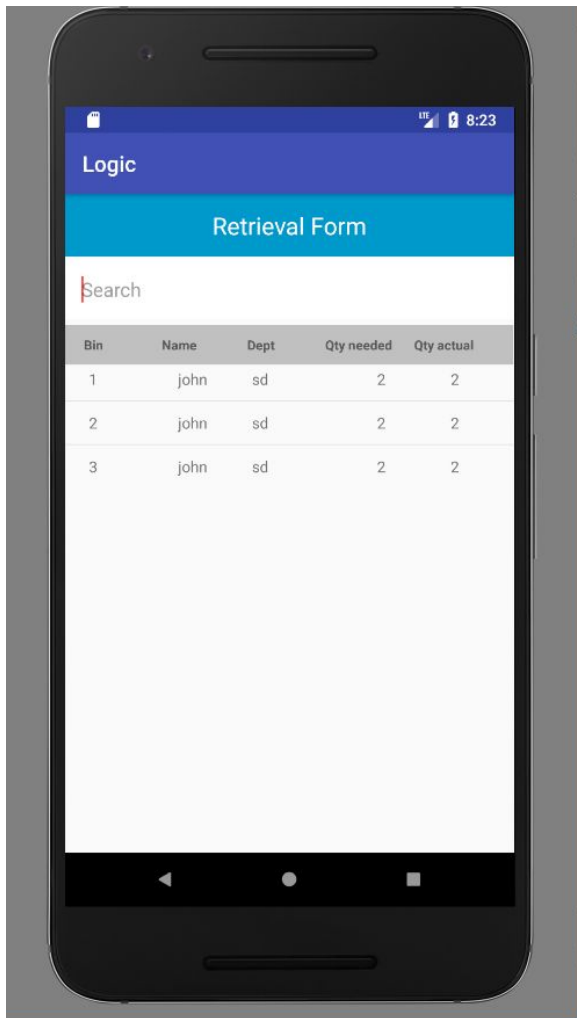 LTE 8:23
Logic
Retrieval Form
Search
Bin Name Dept Qty needed Qty actual
1 john sd 2 2
2 john sd 2 2
3 john sd 2 2